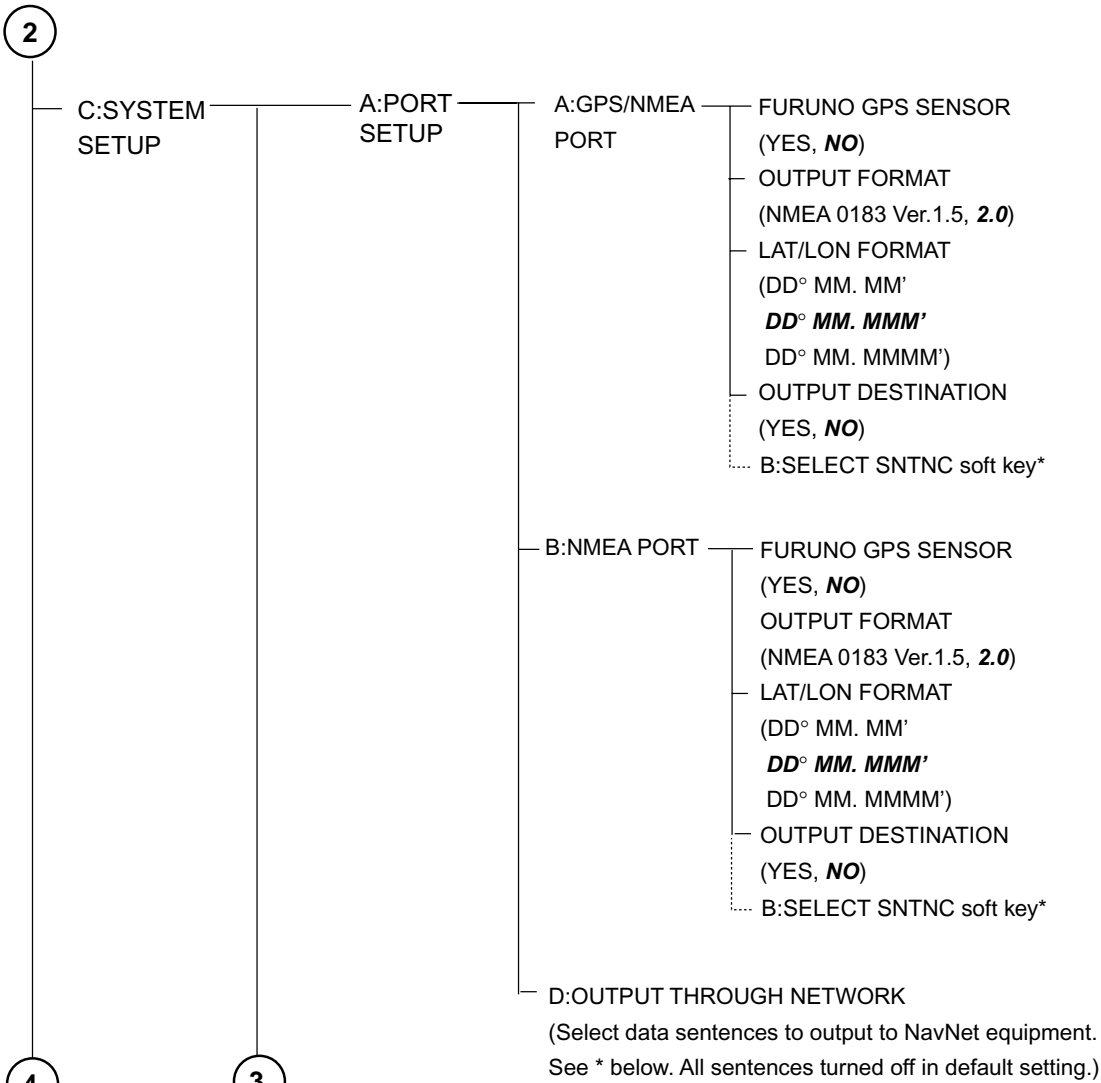 2
C:SYSTEM
SETUP
A:PORT
SETUP
A:GPS/NMEA
PORT
FURUNO GPS SENSOR
(YES, NO)
OUTPUT FORMAT
(NMEA 0183 Ver.1.5, 2.0)
LAT/LON FORMAT
(DD° MM. MM’
DD° MM. MMM’
DD° MM. MMMM’)
OUTPUT DESTINATION
(YES, NO)
B:SELECT SNTNC soft key*
B:NMEA PORT
FURUNO GPS SENSOR
(YES, NO)
OUTPUT FORMAT
(NMEA 0183 Ver.1.5, 2.0)
LAT/LON FORMAT
(DD° MM. MM’
DD° MM. MMM’
DD° MM. MMMM’)
OUTPUT DESTINATION
(YES, NO)
B:SELECT SNTNC soft key*
D:OUTPUT THROUGH NETWORK
(Select data sentences to output to NavNet equipment.
See * below. All sentences turned off in default setting.)
4
3